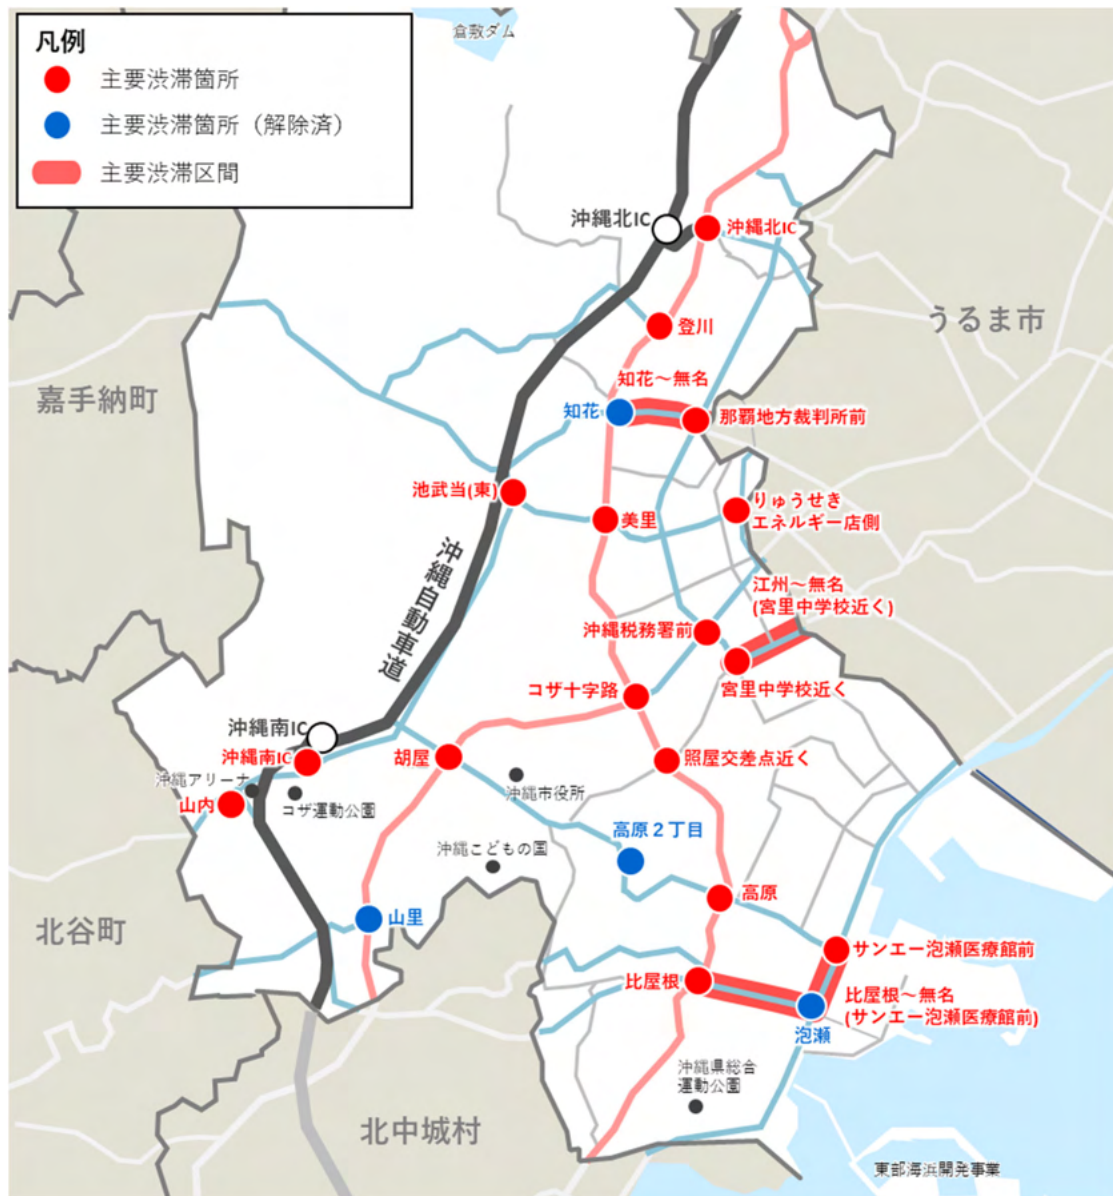 倉敷ダム
凡例
主要渋滞箇所
主要渋滞箇所（解除済）
主要渋滞区間
沖縄北IC
沖縄北IC
うるま市
登川
知花～無名
知花
那覇地方裁判所前
嘉手納町
池武当(東)
美里
りゅうせき
エネルギー店側
沖縄自動車道
江州～無名
(宮里中学校近く)
沖縄税務署前
宮里中学校近く
コザ十字路
沖縄南IC
沖縄南IC
胡屋
照屋交差点近く
沖縄アリーナ
山内
コザ運動公園
沖縄市役所
高原２丁目
沖縄こどもの国
高原
山里
北谷町
サンエー泡瀬医療館前
比屋根
比屋根～無名
(サンエー泡瀬医療館前)
泡瀬
沖縄県総合
運動公園
北中城村
東部海浜開発事業